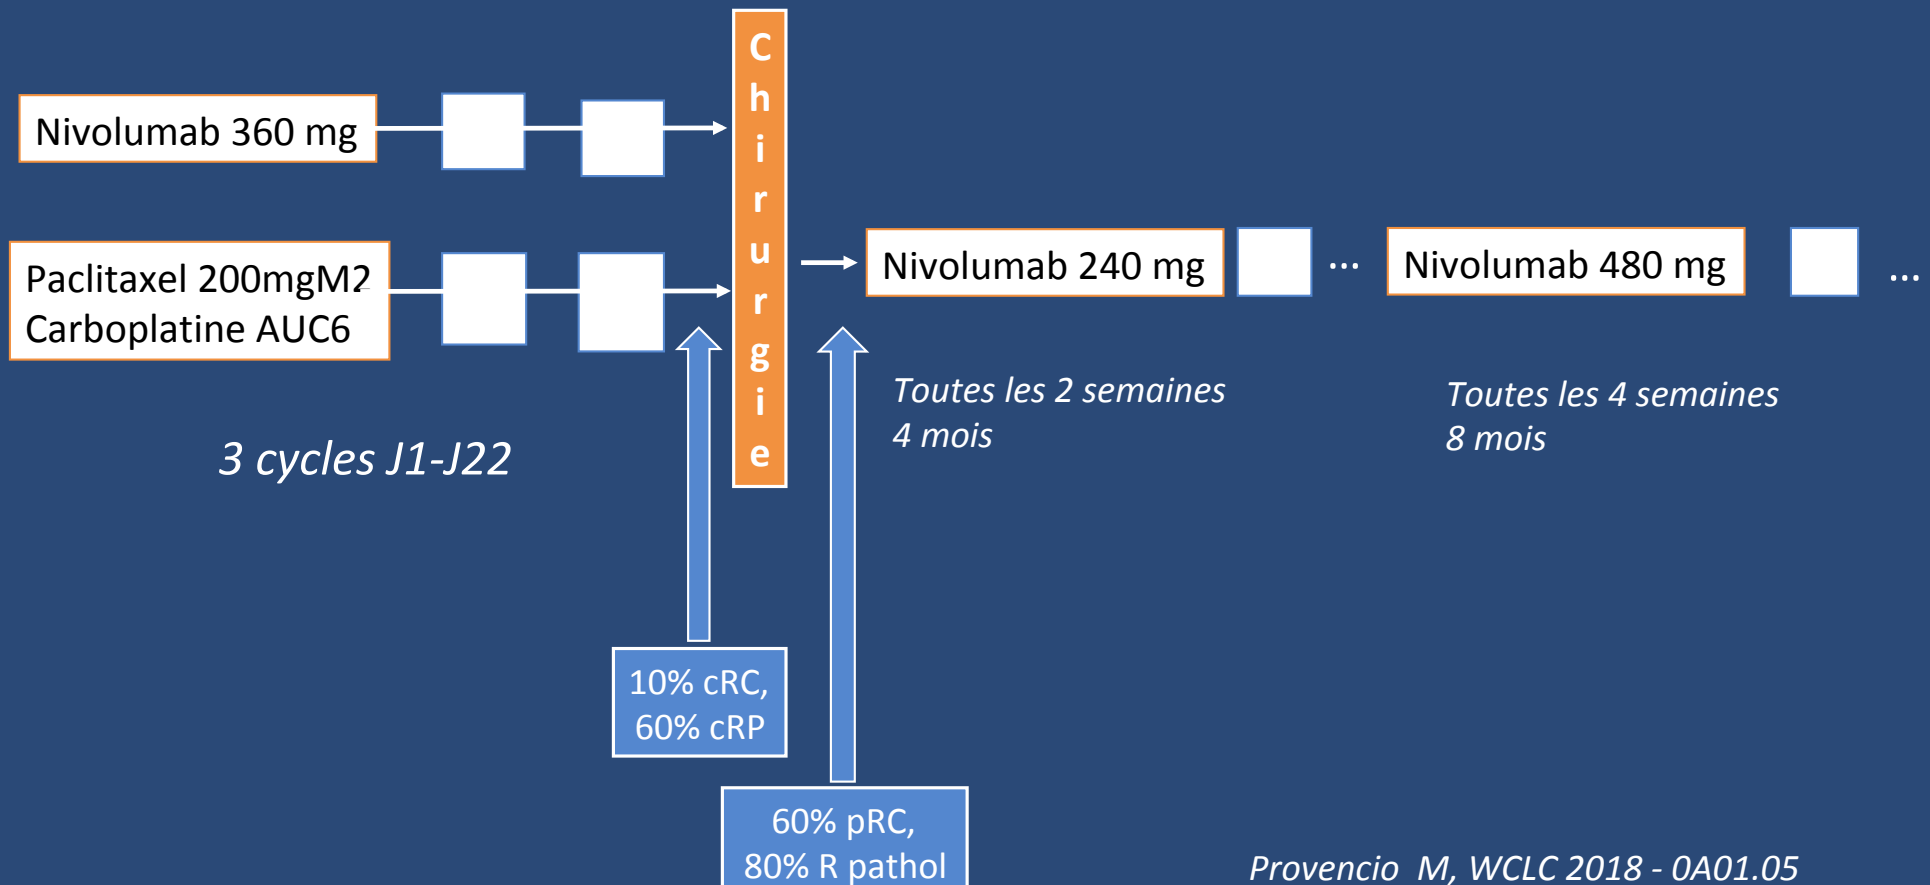 Chirurgie
Nivolumab 360 mg
Paclitaxel 200mgM2
Carboplatine AUC6
3 cycles J1-J22
Nivolumab 240 mg
...
Nivolumab 480 mg
...
Toutes les 2 semaines
4 mois
Toutes les 4 semaines
8 mois
10% cRC,
60% cRP
60% pRC,
80% R pathol
Provencio M, WCLC 2018 - 0A01.05